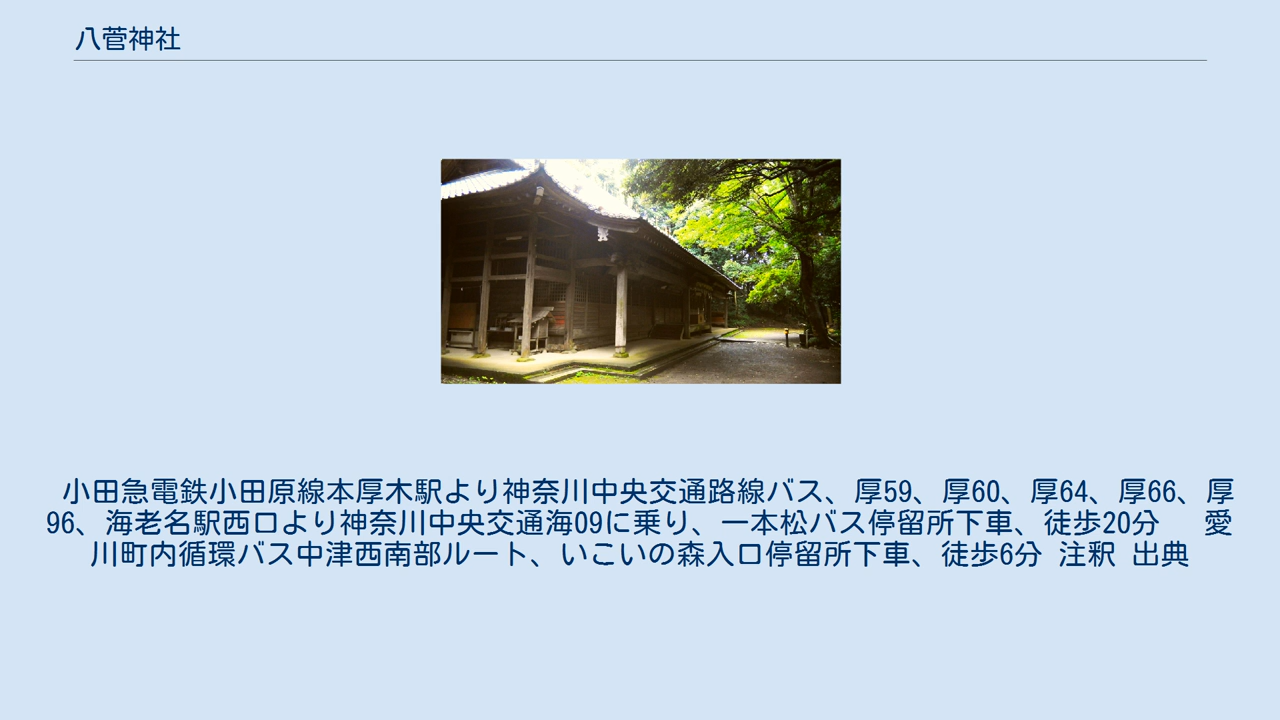 八菅神社
小田急電鉄小田原線本厚木駅より神奈川中央交通路線バス、厚59、厚60、厚64、厚66、厚
96、海老名駅西口より神奈川中央交通海09に乗り、一本松バス停留所下車、徒歩20分　愛
川町内循環バス中津西南部ルート、いこいの森入口停留所下車、徒歩6分 注釈 出典